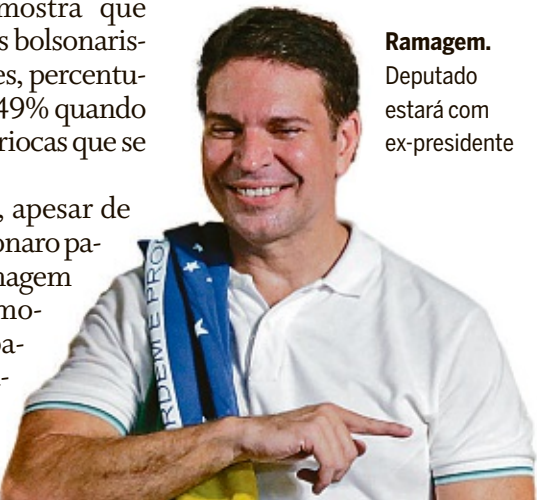 mostra que
s bolsonaris-
es, percentu-
49% quando
riocas que se
, apesar de
onaro pa-
nagem
mo-
pa-
Ramagem.
Deputado
estará com
ex-presidente
RDEM E PRO